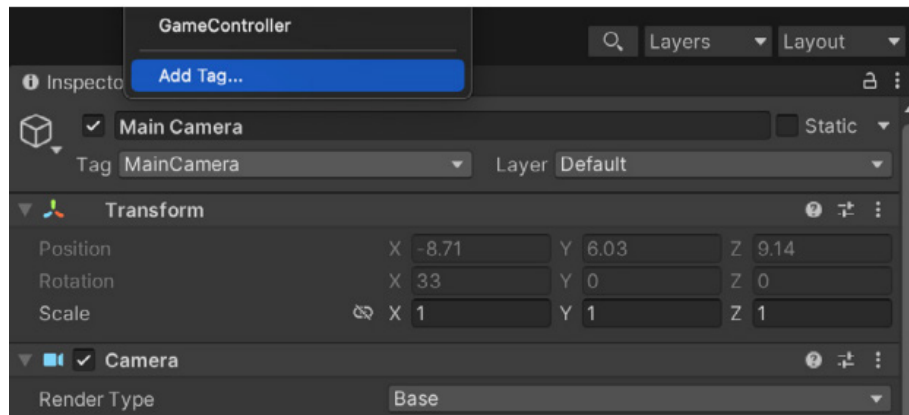 GameController
Layers Layout
Add Tag...
Inspecto
Main Camera Static
Tag MainCamera Layer Default
Transform
Position X -8.71 Y 6.03 Z 9.14
Rotation X 33 Y 0 Z 0
Scale X 1 Y 1 Z 1
Camera
Render Type Base